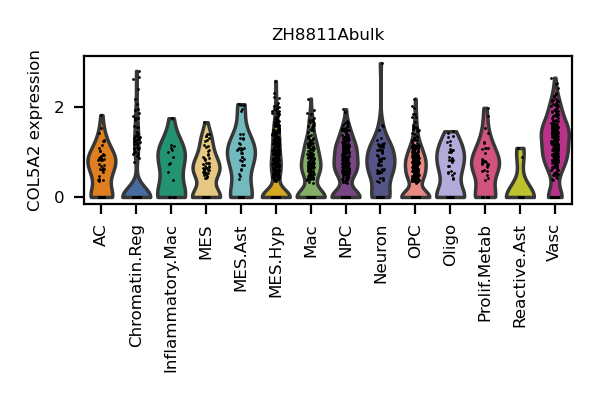 ZH8811Abulk
COL5A2 expression
2
0
AC
Chromatin.Reg
Inflammatory.Mac
MES
MES.Ast
MES.Hyp
Mac
NPC
Neuron
OPC
Oligo
Prolif.Metab
Reactive.Ast
Vasc